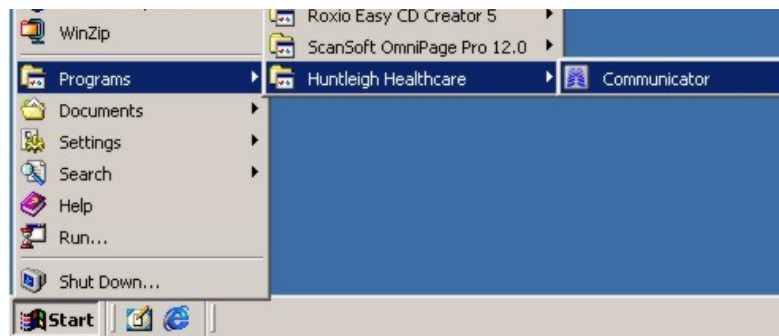 WinZip
Programs
Documents
Settings
Search
Help
Run...
Shut Down...
Start
Roxio Easy CD Creator 5
ScanSoft OmniPage Pro 12.0
Huntleigh Healthcare
Communicator